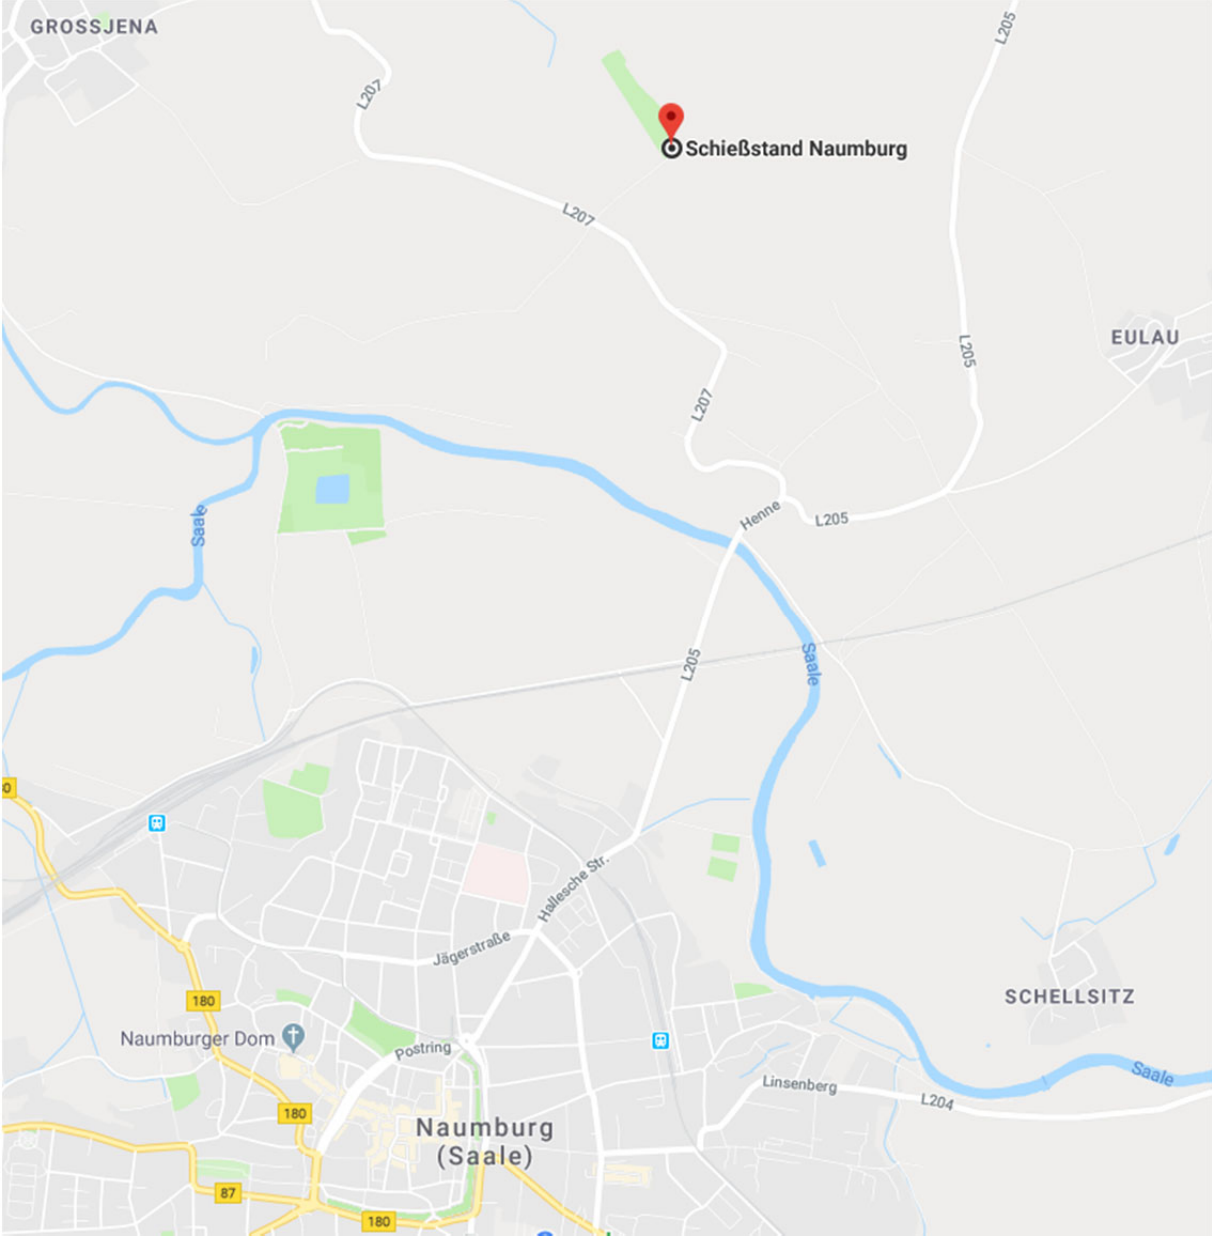 GROSSJENA
L205
L207
Schießstand Naumburg
L207
L205
EULAU
L207
Henne
L205
Saale
L205
Saale
180
Hallesche Str.
Jägerstraße
SCHELLSITZ
180
Naumburger Dom
Postring
Saale
Linsenberg
L204
180
Naumburg
(Saale)
87
180